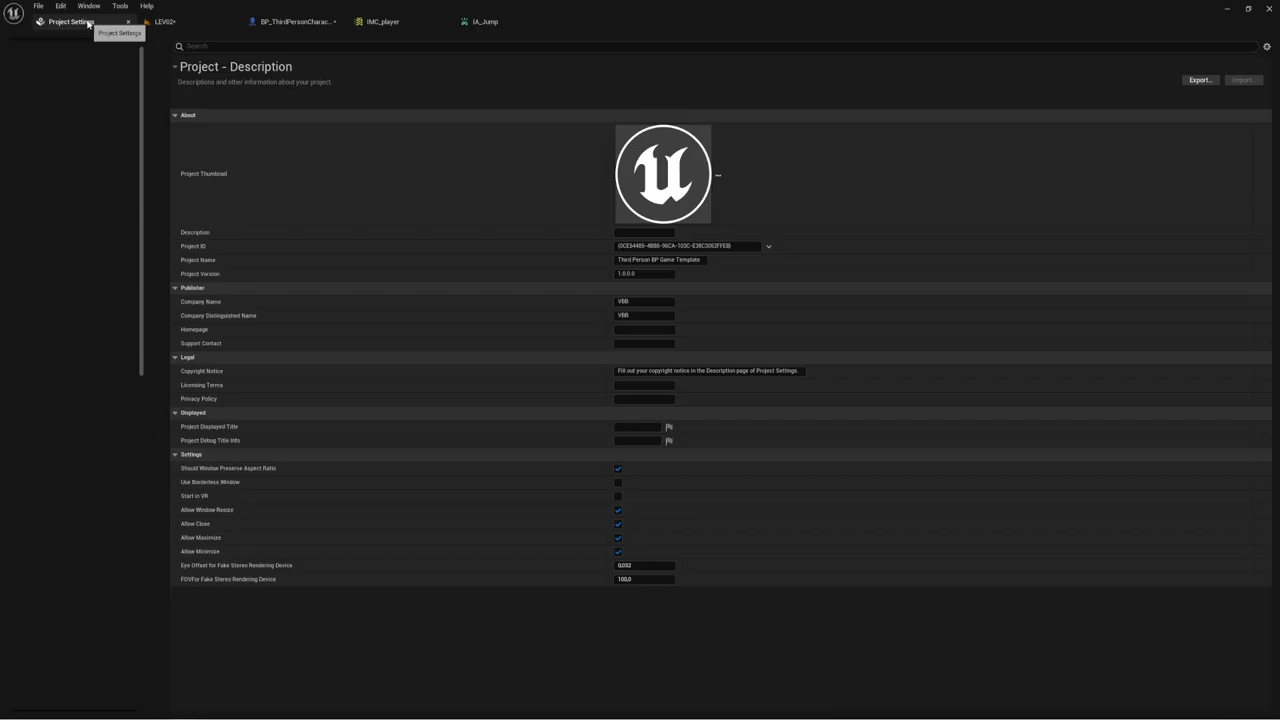 File Edit Window Tools Help
Project Settings × LEV02* BP_ThirdPersonCharac... * IMC_player IA_Jump
Project Settings
Search
Project - Description
Descriptions and other information about your project.
Export... Import...
About
Project Thumbnail
Description
Project ID
Project Name Third Person BP Game Template
Project Version 1.0.0.0
Publisher
Company Name VBB
Company Distinguished Name VBB
Homepage
Support Contact
Legal
Copyright Notice Fill out your copyright notice in the Description page of Project Settings.
Licensing Terms
Privacy Policy
Displayed
Project Displayed Title
Project Debug Title Info
Settings
Should Window Preserve Aspect Ratio
Use Borderless Window
Start in VR
Allow Window Resize
Allow Close
Allow Maximize
Allow Minimize
Eye Offset for Fake Stereo Rendering Device 0,032
FOVFor Fake Stereo Rendering Device 100,0